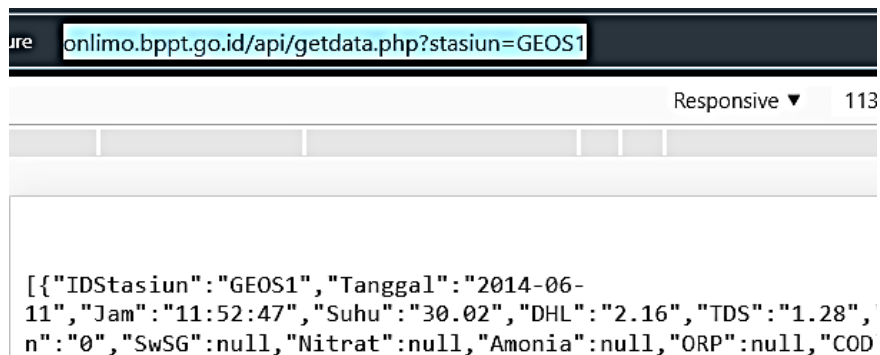 ure onlimo.bppt.go.id/api/getdata.php?stasiun=GEOS1
Responsive ▼ 113
[{"IDStasiun":"GEOS1","Tanggal":"2014-06-
11","Jam":"11:52:47","Suhu":"30.02","DHL":"2.16","TDS":"1.28","
n":"0","SwSG":null,"Nitrat":null,"Amonia":null,"ORP":null,"COD